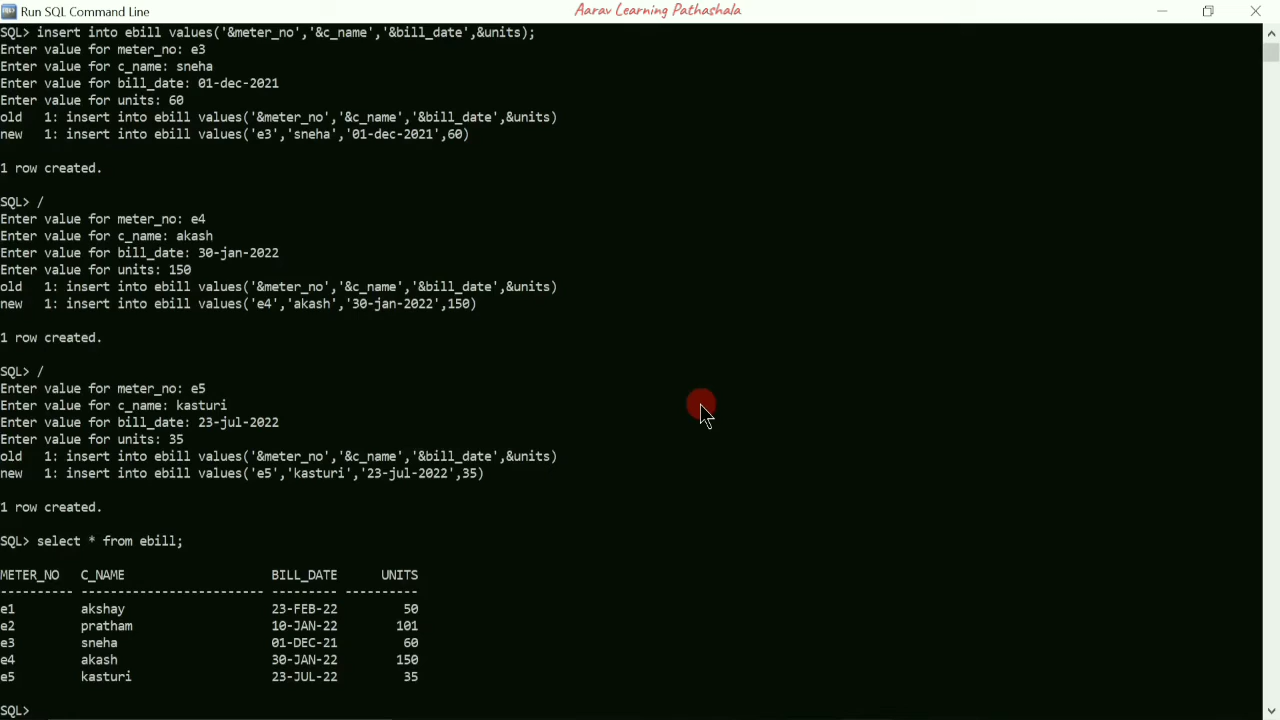 Run SQL Command Line
Aarav Learning Pathashala
SQL> insert into ebill values('&meter_no','&c_name','&bill_date',&units);
Enter value for meter_no: e3
Enter value for c_name: sneha
Enter value for bill_date: 01-dec-2021
Enter value for units: 60
old   1: insert into ebill values('&meter_no','&c_name','&bill_date',&units)
new   1: insert into ebill values('e3','sneha','01-dec-2021',60)
1 row created.
SQL> /
Enter value for meter_no: e4
Enter value for c_name: akash
Enter value for bill_date: 30-jan-2022
Enter value for units: 150
old   1: insert into ebill values('&meter_no','&c_name','&bill_date',&units)
new   1: insert into ebill values('e4','akash','30-jan-2022',150)
1 row created.
SQL> /
Enter value for meter_no: e5
Enter value for c_name: kasturi
Enter value for bill_date: 23-jul-2022
Enter value for units: 35
old   1: insert into ebill values('&meter_no','&c_name','&bill_date',&units)
new   1: insert into ebill values('e5','kasturi','23-jul-2022',35)
1 row created.
SQL> select * from ebill;
METER_NO   C_NAME                    BILL_DATE      UNITS
---------- ------------------------- --------- ----------
e1         akshay                    23-FEB-22         50
e2         pratham                   10-JAN-22        101
e3         sneha                     01-DEC-21         60
e4         akash                     30-JAN-22        150
e5         kasturi                   23-JUL-22         35
SQL>